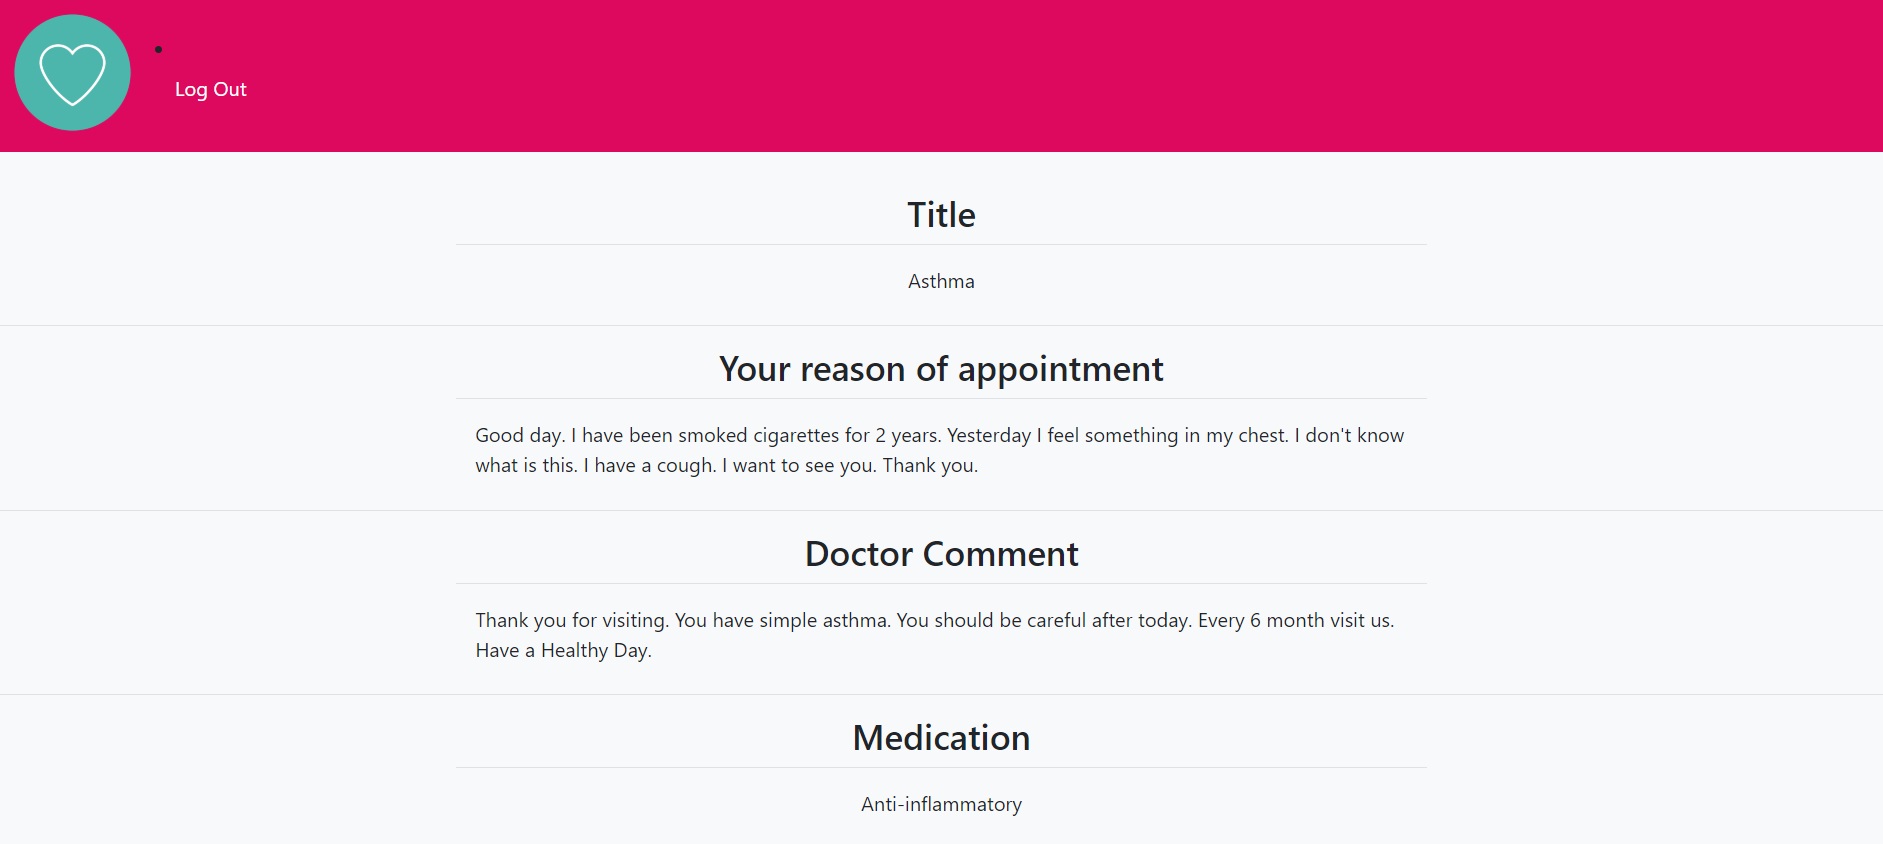 Log Out
Title
Asthma
Your reason of appointment
Good day. I have been smoked cigarettes for 2 years. Yesterday I feel something in my chest. I don't know
what is this. I have a cough. I want to see you. Thank you.
Doctor Comment
Thank you for visiting. You have simple asthma. You should be careful after today. Every 6 month visit us.
Have a Healthy Day.
Medication
Anti-inflammatory